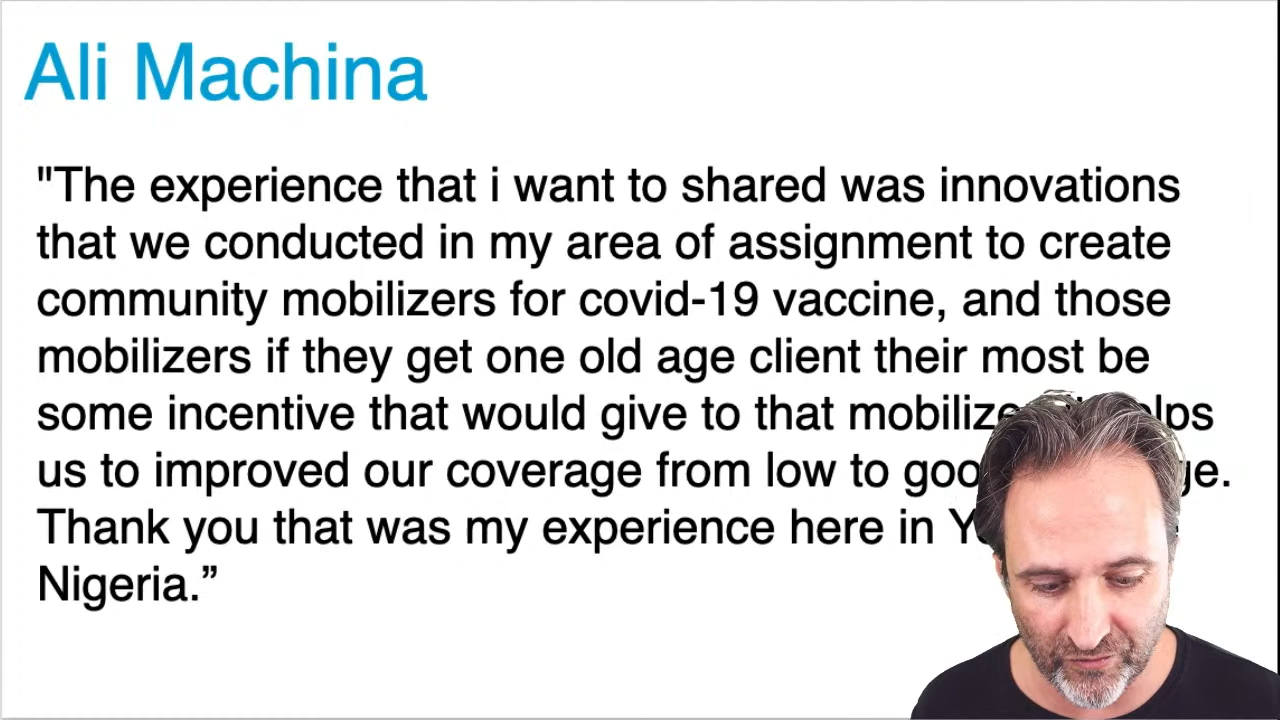 Ali Machina
"The experience that i want to shared was innovations
that we conducted in my area of assignment to create
community mobilizers for covid-19 vaccine, and those
mobilizers if they get one old age client their most be
some incentive that would give to that
us to improved our coverage from low to
Thank you that was my experience here in
Nigeria.”